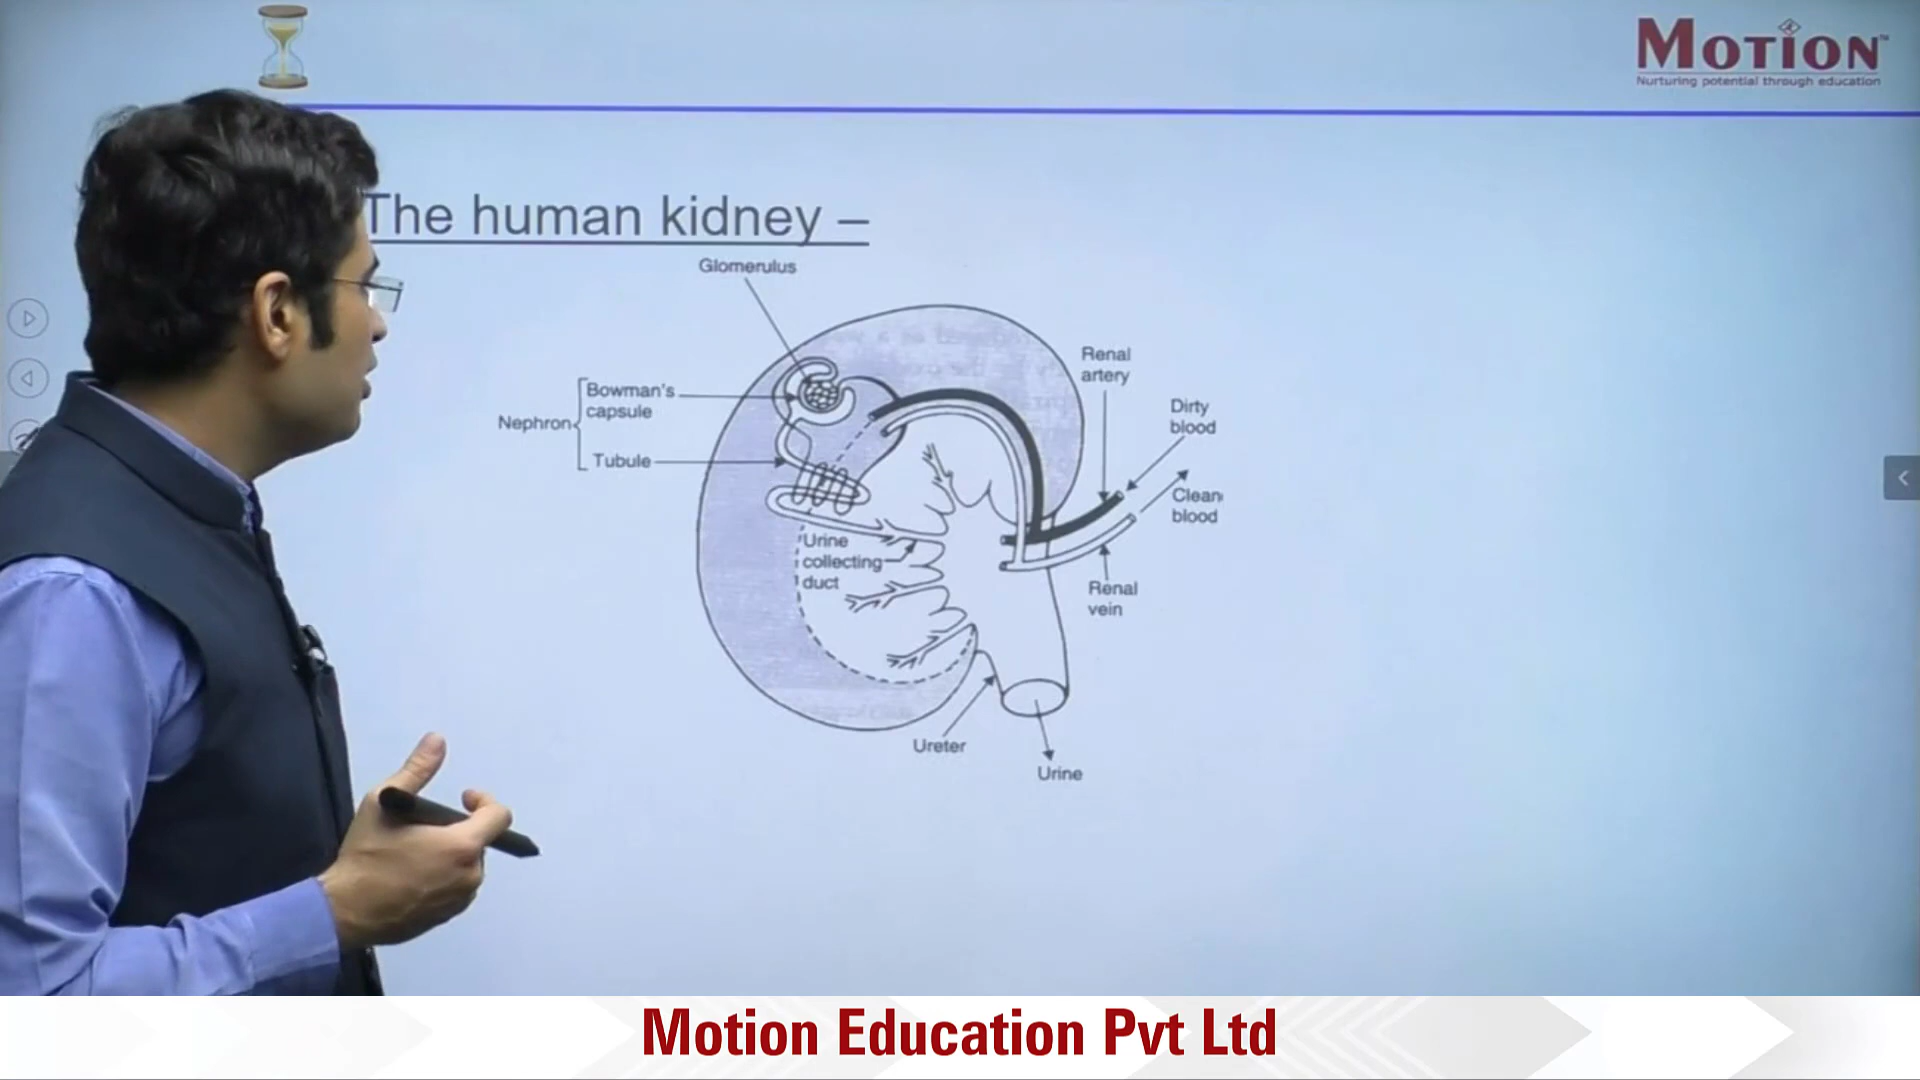 MOTION™
Nurturing potential through education
The human kidney –
Glomerulus
Renal
artery
Bowman's
capsule
Nephron
Tubule
Dirty
blood
Clean
blood
Urine
collecting
duct
Renal
vein
Ureter
Urine
Motion Education Pvt Ltd